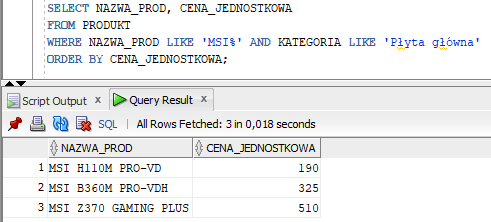 SELECT NAZWA_PROD, CENA_JEDNOSTKOWA
FROM PRODUKT
WHERE NAZWA_PROD LIKE 'MSI%' AND KATEGORIA LIKE 'Płyta główna'
ORDER BY CENA_JEDNOSTKOWA;
Script Output x Query Result x
SQL | All Rows Fetched: 3 in 0,018 seconds
NAZWA_PROD CENA_JEDNOSTKOWA
1 MSI H110M PRO-VD 190
2 MSI B360M PRO-VDH 325
3 MSI Z370 GAMING PLUS 510